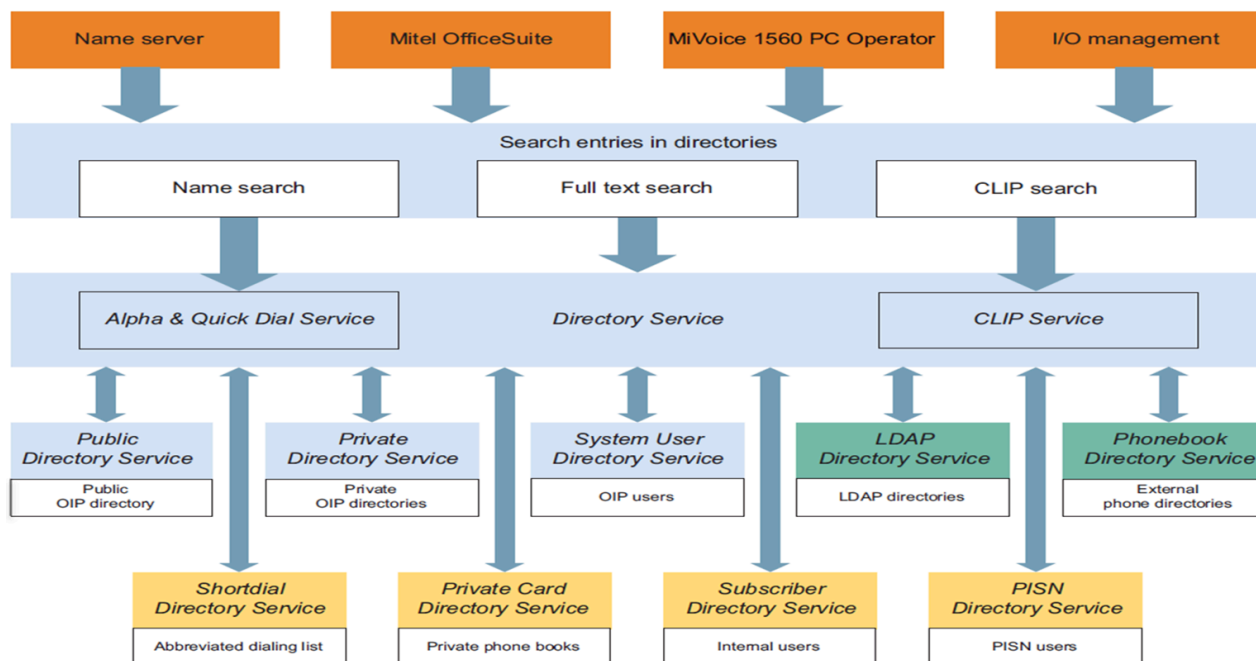 Name server
Mitel OfficeSuite
MiVoice 1560 PC Operator
I/O management
Search entries in directories
Name search
Full text search
CLIP search
Alpha & Quick Dial Service
Directory Service
CLIP Service
Public
Directory Service
Public
OIP directory
Private
Directory Service
Private
OIP directories
System User
Directory Service
OIP users
LDAP
Directory Service
LDAP directories
Phonebook
Directory Service
External
phone directories
Shortdial
Directory Service
Abbreviated dialing list
Private Card
Directory Service
Private phone books
Subscriber
Directory Service
Internal users
PISN
Directory Service
PISN users